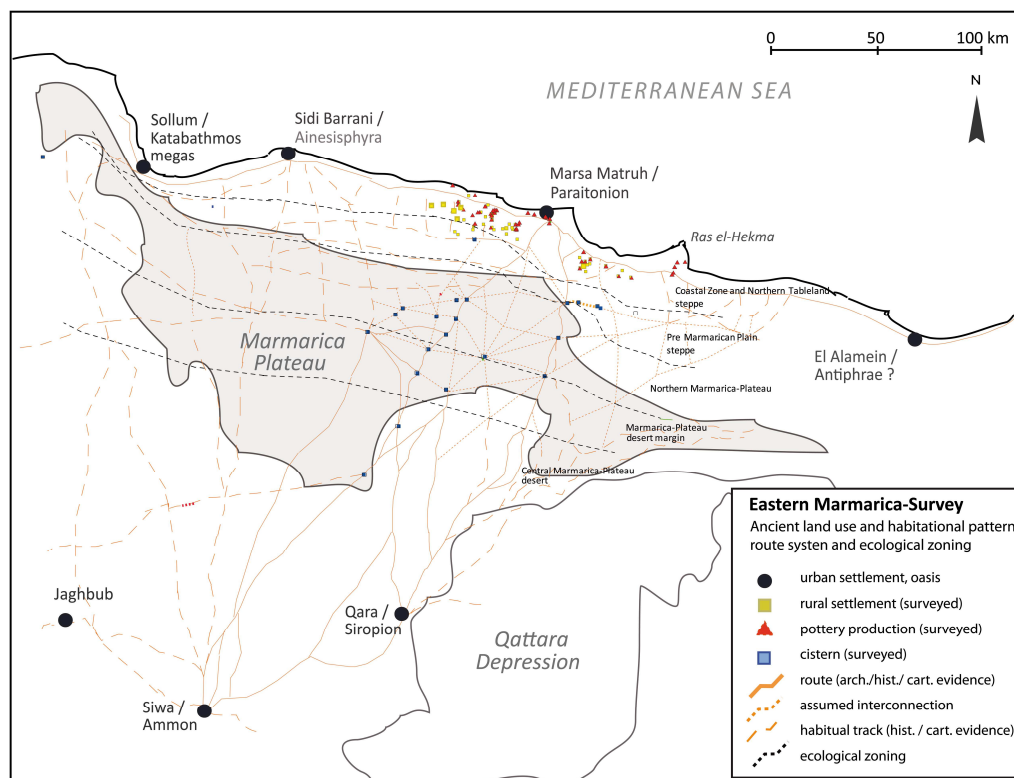 0 50 100 km
N
MEDITERRANEAN SEA
Sollum /
Katabathmos
megas
Sidi Barrani /
Ainesisphyra
Marsa Matruh /
Paraitonion
Ras el-Hekma
Coastal Zone and Northern Tableland
steppe
Pre Marmarican Plain
steppe
El Alamein /
Antiphrae ?
Marmarica
Plateau
Northern Marmarica-Plateau
Marmarica-Plateau
desert margin
Central Marmarica-Plateau
desert
Jaghbub
Qara /
Siropion
Qattara
Depression
Siwa /
Ammon
Eastern Marmarica-Survey
Ancient land use and habitational pattern
route systen and ecological zoning
urban settlement, oasis
rural settlement (surveyed)
pottery production (surveyed)
cistern (surveyed)
route (arch./hist./ cart. evidence)
assumed interconnection
habitual track (hist. / cart. evidence)
ecological zoning